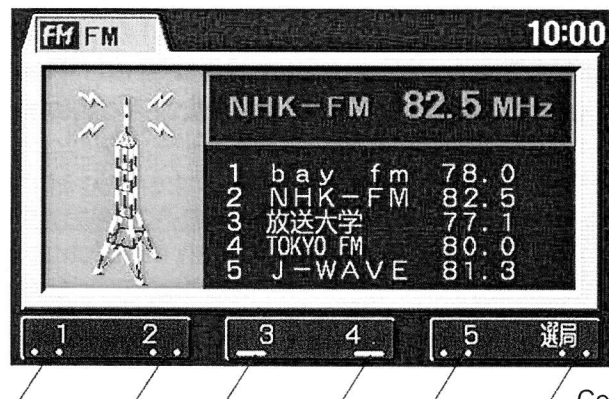 FM FM 10:00
NHK-FM 82.5 MHz
1 bay fm 78.0
2 NHK-FM 82.5
3 放送大学 77.1
4 TOKYO FM 80.0
5 J-WAVE 81.3
1 2 3 4 5 選局